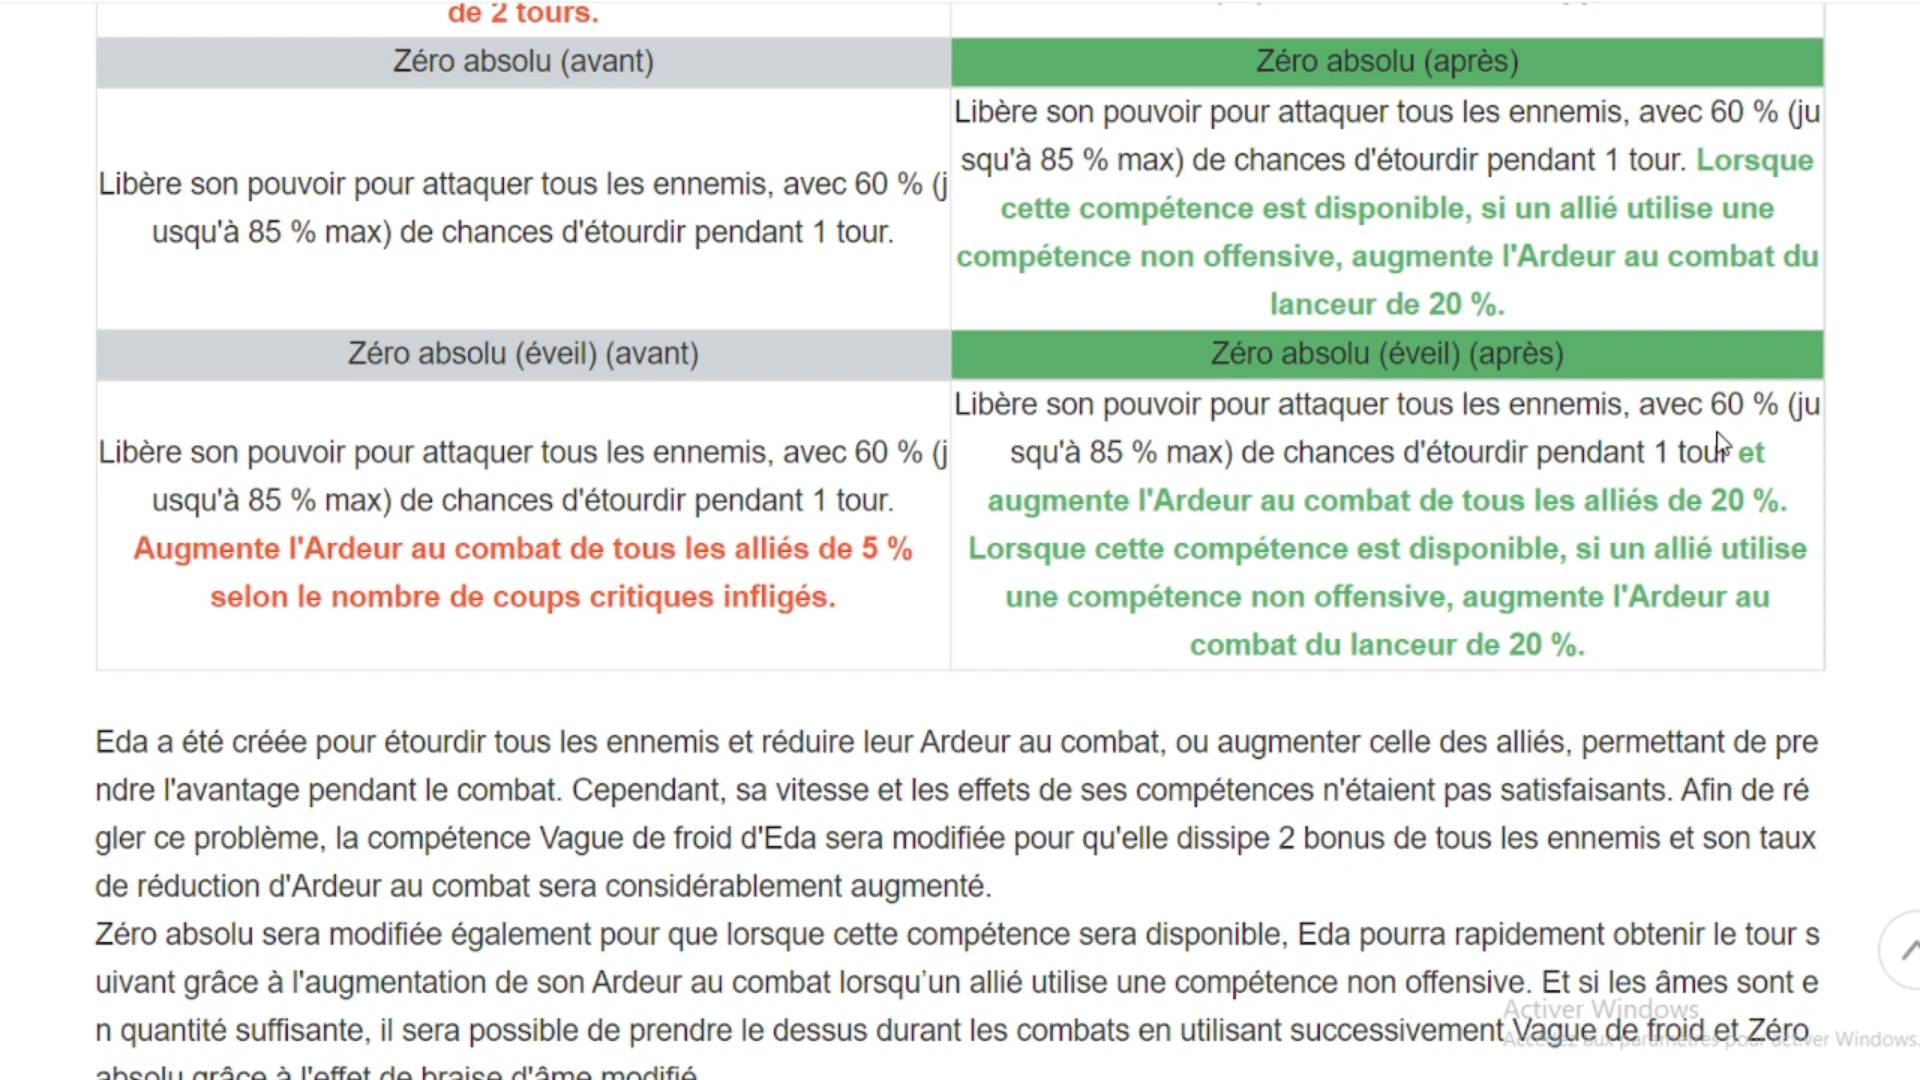 de 2 tours.
Zéro absolu (avant)
Zéro absolu (après)
Libère son pouvoir pour attaquer tous les ennemis, avec 60 % (j
usqu'à 85 % max) de chances d'étourdir pendant 1 tour.
Libère son pouvoir pour attaquer tous les ennemis, avec 60 % (ju
squ'à 85 % max) de chances d'étourdir pendant 1 tour. Lorsque
cette compétence est disponible, si un allié utilise une
compétence non offensive, augmente l'Ardeur au combat du
lanceur de 20 %.
Zéro absolu (éveil) (avant)
Zéro absolu (éveil) (après)
Libère son pouvoir pour attaquer tous les ennemis, avec 60 % (j
usqu'à 85 % max) de chances d'étourdir pendant 1 tour.
Augmente l'Ardeur au combat de tous les alliés de 5 %
selon le nombre de coups critiques infligés.
Libère son pouvoir pour attaquer tous les ennemis, avec 60 % (ju
squ'à 85 % max) de chances d'étourdir pendant 1 tour et
augmente l'Ardeur au combat de tous les alliés de 20 %.
Lorsque cette compétence est disponible, si un allié utilise
une compétence non offensive, augmente l'Ardeur au
combat du lanceur de 20 %.
Eda a été créée pour étourdir tous les ennemis et réduire leur Ardeur au combat, ou augmenter celle des alliés, permettant de pre
ndre l'avantage pendant le combat. Cependant, sa vitesse et les effets de ses compétences n'étaient pas satisfaisants. Afin de ré
gler ce problème, la compétence Vague de froid d'Eda sera modifiée pour qu'elle dissipe 2 bonus de tous les ennemis et son taux
de réduction d'Ardeur au combat sera considérablement augmenté.
Zéro absolu sera modifiée également pour que lorsque cette compétence sera disponible, Eda pourra rapidement obtenir le tour s
uivant grâce à l'augmentation de son Ardeur au combat lorsqu’un allié utilise une compétence non offensive. Et si les âmes sont e
n quantité suffisante, il sera possible de prendre le dessus durant les combats en utilisant successivement Vague de froid et Zéro
absolu grâce à l'effet de braise d'âme modifié.
Activer Windows
Accédez aux paramètres pour activer Windows.